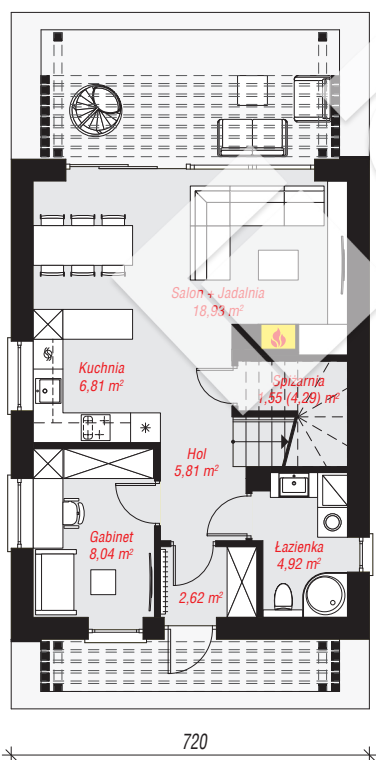 Salon + Jadalnia
18,93 m²
Kuchnia
6,81 m²
Spiżarnia
1,55 (4,29) m²
Hol
5,81 m²
Gabinet
8,04 m²
Łazienka
4,92 m²
2,62 m²
720